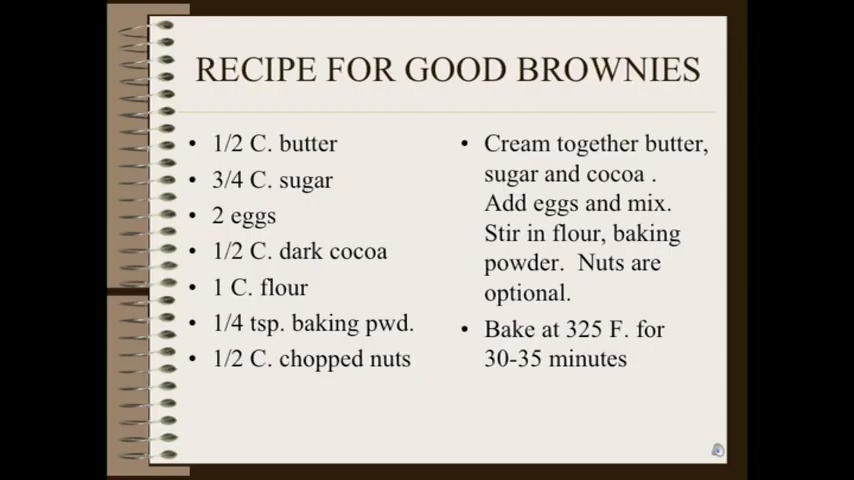 RECIPE FOR GOOD BROWNIES
• 1/2 C. butter
• 3/4 C. sugar
• 2 eggs
• 1/2 C. dark cocoa
• 1 C. flour
• 1/4 tsp. baking pwd.
• 1/2 C. chopped nuts
• Cream together butter,
sugar and cocoa .
Add eggs and mix.
Stir in flour, baking
powder.  Nuts are
optional.
• Bake at 325 F. for
30-35 minutes